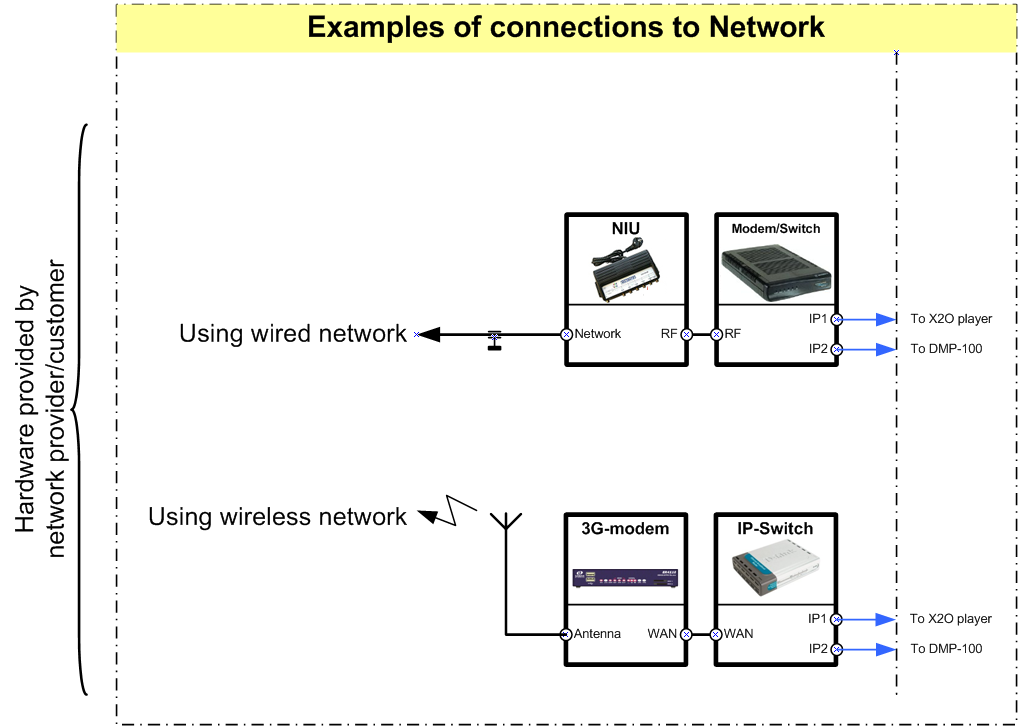 Examples of connections to Network
Hardware provided by
network provider/customer
Using wired network
NIU
Network
RF
Modem/Switch
RF
IP1
IP2
To X2O player
To DMP-100
Using wireless network
3G-modem
Antenna
WAN
IP-Switch
WAN
IP1
IP2
To X2O player
To DMP-100